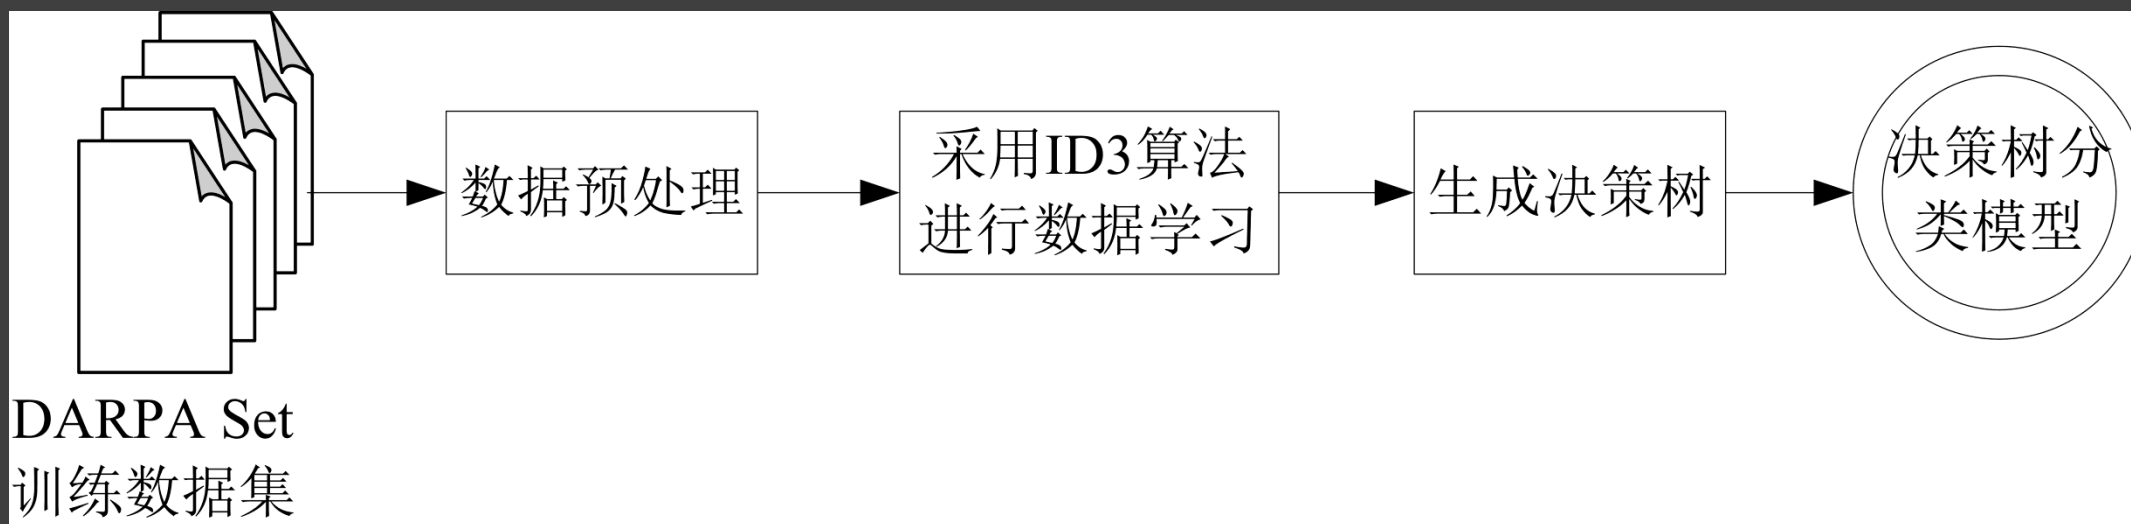 DARPA Set
训练数据集
数据预处理
采用ID3算法
进行数据学习
生成决策树
决策树分
类模型